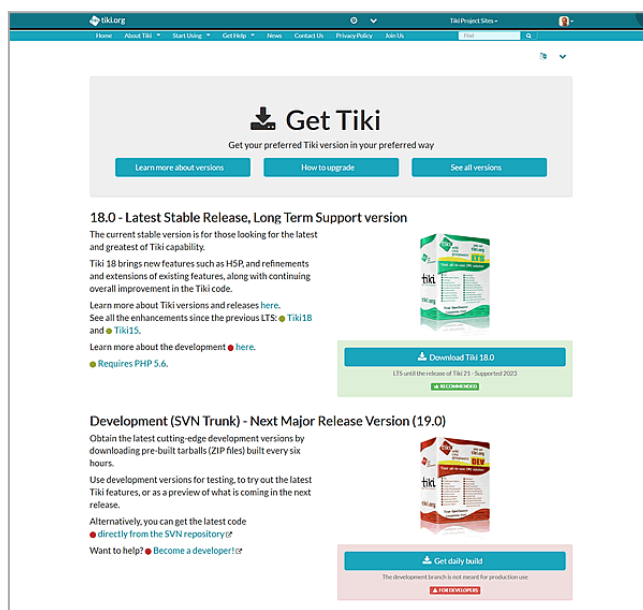 tiki.org
Tiki Project Sites
Home About Tiki Start Using Get Help News Contact Us Privacy Policy Join Us Find
Get Tiki
Get your preferred Tiki version in your preferred way
Learn more about versions How to upgrade See all versions
18.0 - Latest Stable Release, Long Term Support version
The current stable version is for those looking for the latest
and greatest of Tiki capability.
Tiki 18 brings new features such as H5P, and refinements
and extensions of existing features, along with continuing
overall improvement in the Tiki code.
Learn more about Tiki versions and releases here.
See all the enhancements since the previous LTS: Tiki18
and Tiki15.
Learn more about the development here.
Requires PHP 5.6.
LTS
tiki
Download Tiki 18.0
LTS until the release of Tiki 21 - Supported 2023
RECOMMENDED
Development (SVN Trunk) - Next Major Release Version (19.0)
Obtain the latest cutting-edge development versions by
downloading pre-built tarballs (ZIP files) built every six
hours.
Use development versions for testing, to try out the latest
Tiki features, or as a preview of what is coming in the next
release.
Alternatively, you can get the latest code
directly from the SVN repository
Want to help? Become a developer!
DEV
tiki
Get daily build
The development branch is not meant for production use
FOR DEVELOPERS